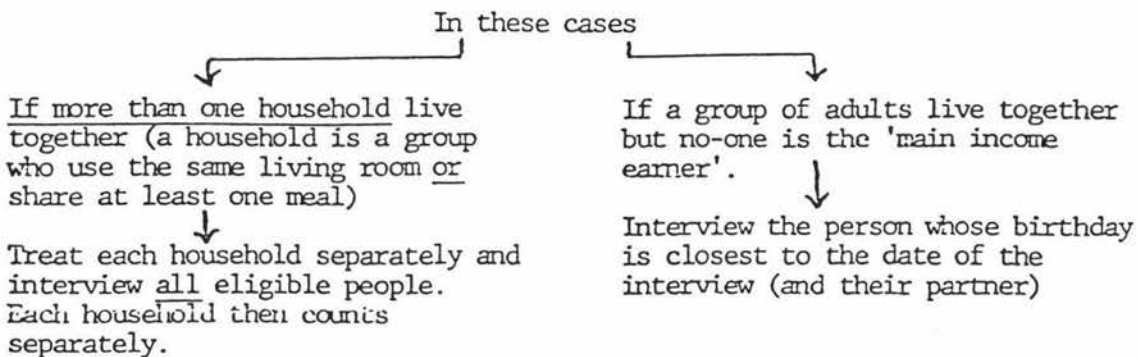 In these cases
If more than one household live
together (a household is a group
who use the same living room or
share at least one meal)
Treat each household separately and
interview all eligible people.
Each household then counts
separately.
If a group of adults live together
but no-one is the 'main income
earner'.
Interview the person whose birthday
is closest to the date of the
interview (and their partner)